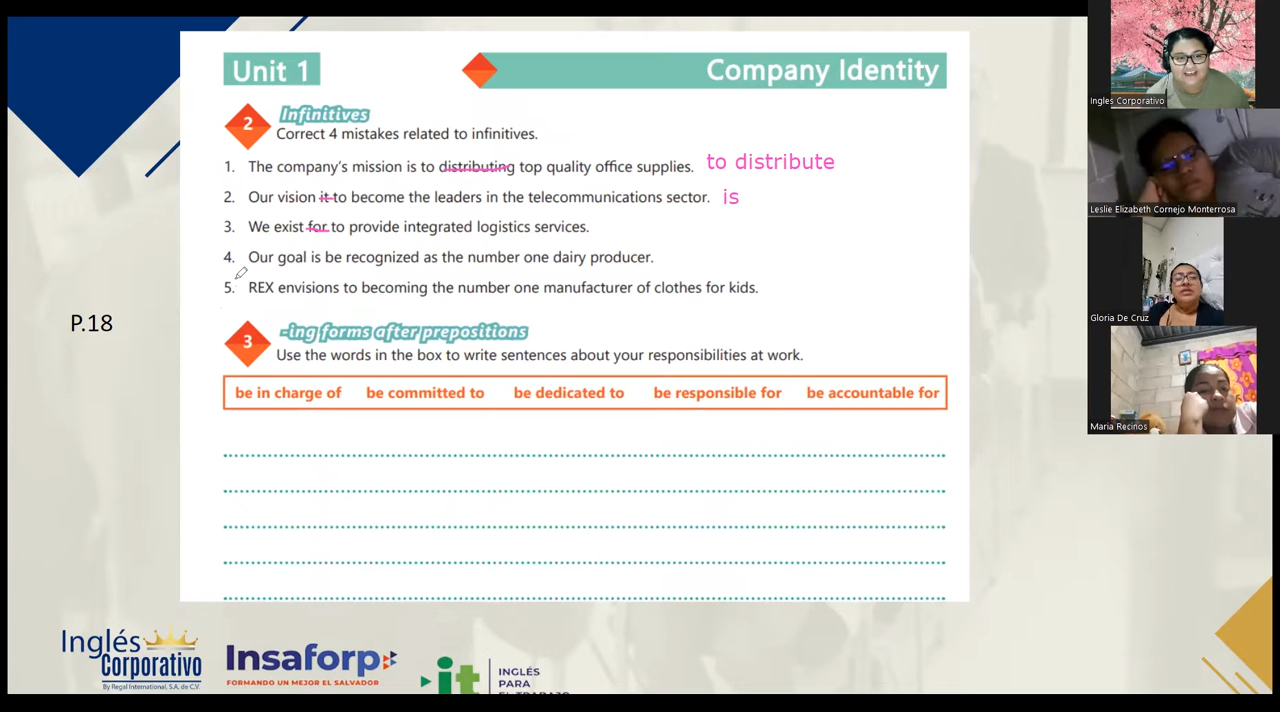 Unit 1
Company Identity
2
Infinitives
Correct 4 mistakes related to infinitives.
1. The company's mission is to distributing top quality office supplies. to distribute
2. Our vision it to become the leaders in the telecommunications sector. is
3. We exist for to provide integrated logistics services.
4. Our goal is be recognized as the number one dairy producer.
5. REX envisions to becoming the number one manufacturer of clothes for kids.
P.18
3
-ing forms after prepositions
Use the words in the box to write sentences about your responsibilities at work.
be in charge of be committed to be dedicated to be responsible for be accountable for
Inglés
Corporativo
By Regal International, S.A. de C.V.
Insaforp
FORMANDO UN MEJOR EL SALVADOR
it
INGLÉS
PARA
EL TRABAJO
Ingles Corporativo
Leslie Elizabeth Cornejo Monterrosa
Gloria De Cruz
Maria Recinos